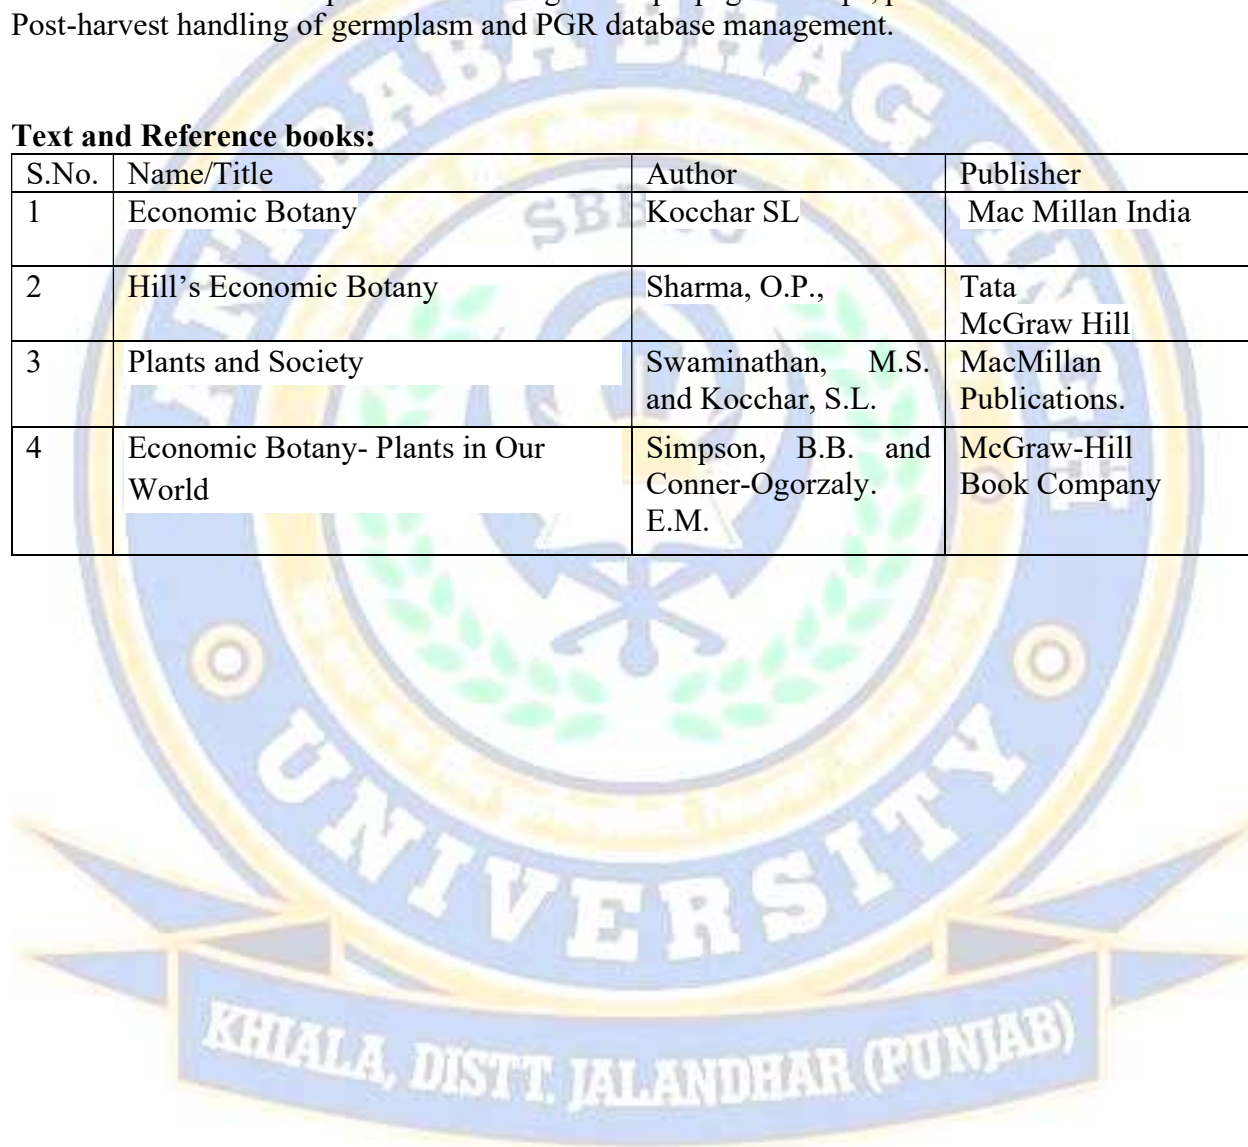 Post-harvest handling of germplasm and PGR database management.
Text and Reference books:
S.No. Name/Title Author Publisher
1 Economic Botany Kocchar SL Mac Millan India
2 Hill’s Economic Botany Sharma, O.P., Tata
McGraw Hill
3 Plants and Society Swaminathan, M.S. MacMillan
and Kocchar, S.L. Publications.
4 Economic Botany- Plants in Our Simpson, B.B. and McGraw-Hill
World Conner-Ogorzaly. Book Company
E.M.
BABA BHAG
UNIVERSITY
KHIALA, DISTT. JALANDHAR (PUNJAB)